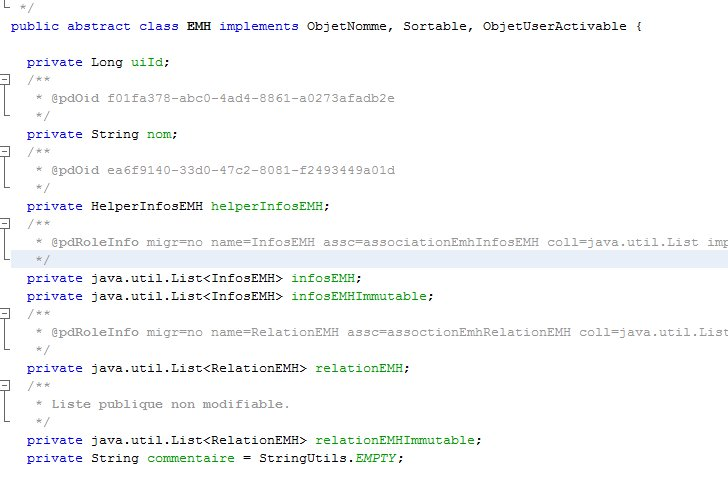 */
public abstract class EMH implements ObjetNomme, Sortable, ObjetUserActivable {
private Long uiId;
/**
* @pdOid f01fa378-abc0-4ad4-8861-a0273afadb2e
*/
private String nom;
/**
* @pdOid ea6f9140-33d0-47c2-8081-f2493449a01d
*/
private HelperInfosEMH helperInfosEMH;
/**
* @pdRoleInfo migr=no name=InfosEMH assc=associationEmhInfosEMH coll=java.util.List imp
*/
private java.util.List<InfosEMH> infosEMH;
private java.util.List<InfosEMH> infosEMHImmutable;
/**
* @pdRoleInfo migr=no name=RelationEMH assc=assoctionEmhRelationEMH coll=java.util.List
*/
private java.util.List<RelationEMH> relationEMH;
/**
* Liste publique non modifiable.
*/
private java.util.List<RelationEMH> relationEMHImmutable;
private String commentaire = StringUtils.EMPTY;